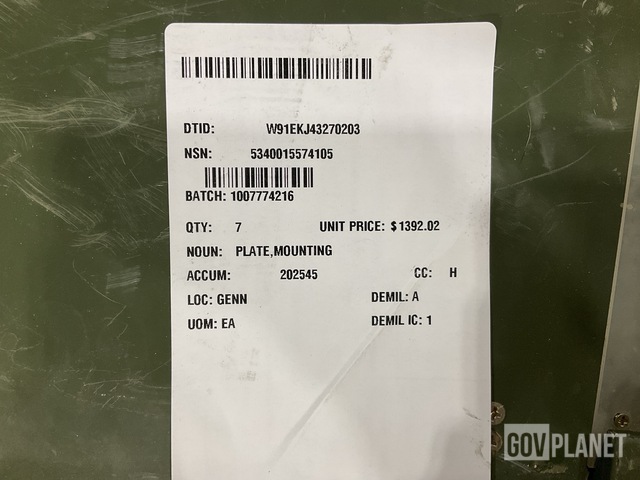 DTID: W91EKJ43270203
NSN: 5340015574105
BATCH: 1007774216
QTY: 7 UNIT PRICE: $1392.02
NOUN: PLATE,MOUNTING
ACCUM: 202545 CC: H
LOC: GENN DEMIL: A
UOM: EA DEMIL IC: 1
GOVPLANET